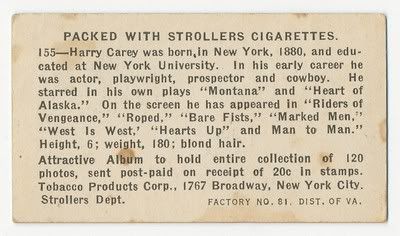 PACKED WITH STROLLERS CIGARETTES.
155—Harry Carey was born in New York, 1880, and edu-
cated at New York University. In his early career he
was actor, playwright, prospector and cowboy. He
starred in his own plays "Montana" and "Heart of
Alaska." On the screen he has appeared in "Riders of
Vengeance," "Roped," "Bare Fists," "Marked Men,"
"West Is West,' "Hearts Up" and Man to Man."
Height, 6; weight, 180; blond hair.
Attractive Album to hold entire collection of 120
photos, sent post-paid on receipt of 20c in stamps.
Tobacco Products Corp., 1767 Broadway, New York City.
Strollers Dept. FACTORY NO. 81. DIST. OF VA.